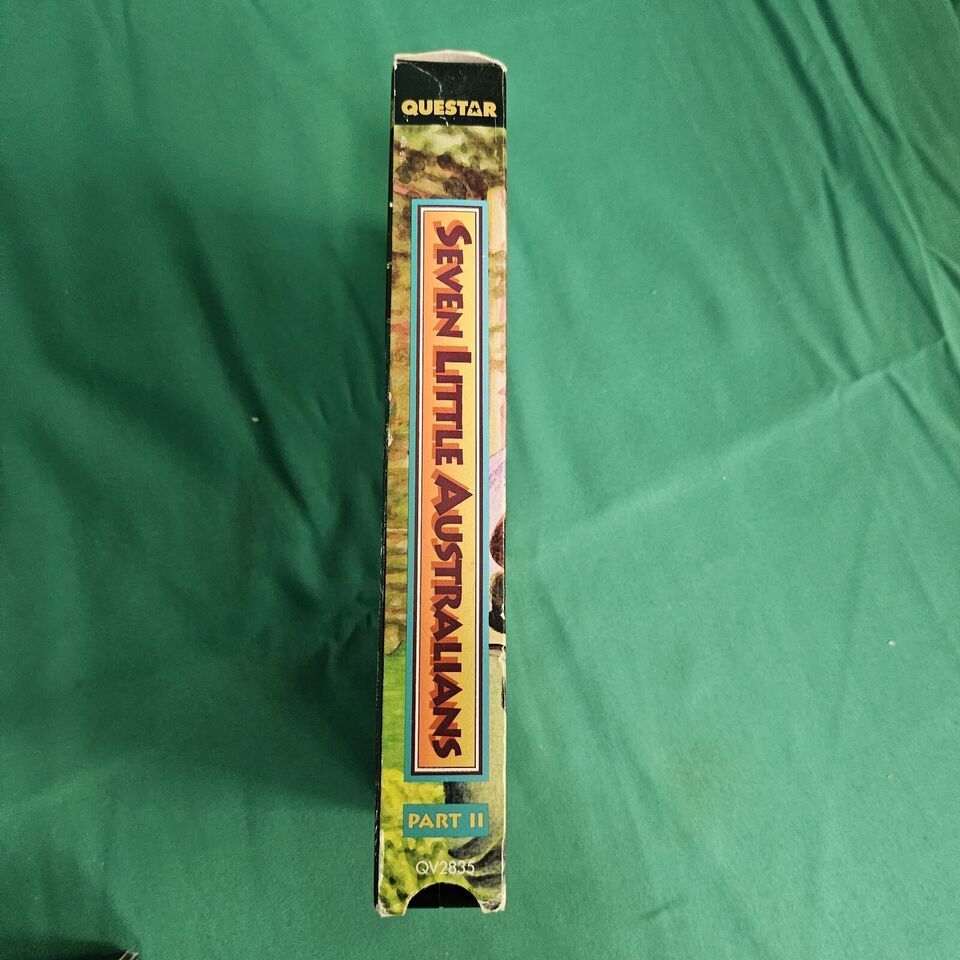 QUESTAR
SEVEN LITTLE AUSTRALIANS
PART II
QV2835